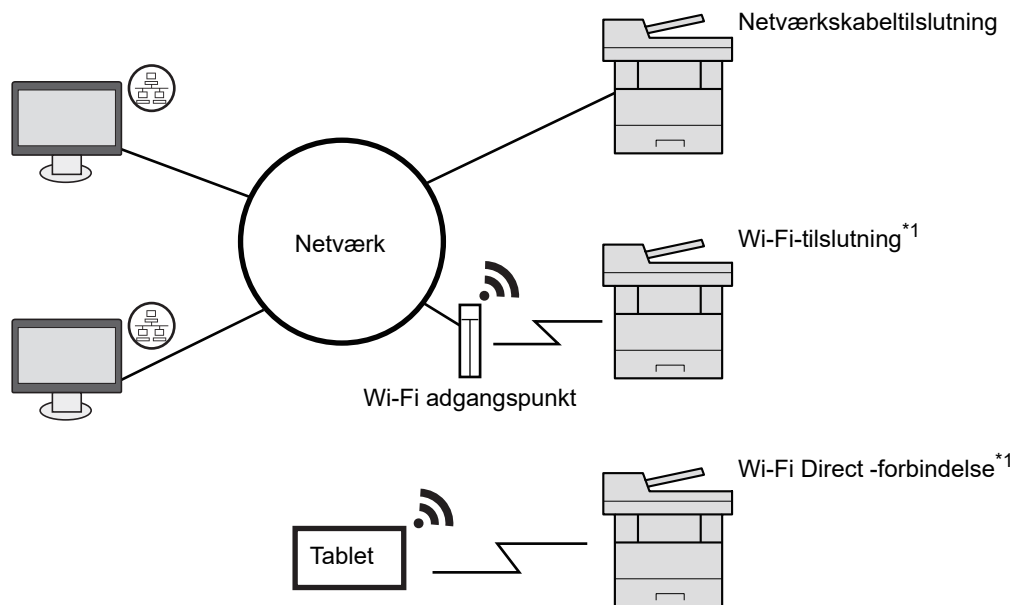 Netværkskabeltilslutning
Netværk
Wi-Fi-tilslutning*1
Wi-Fi adgangspunkt
Wi-Fi Direct -forbindelse*1
Tablet